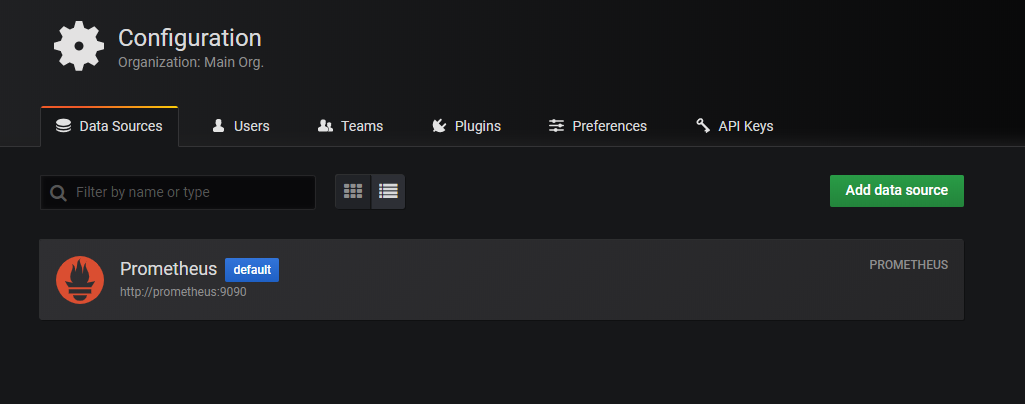 Configuration
Organization: Main Org.
Data Sources Users Teams Plugins Preferences API Keys
Filter by name or type
Add data source
Prometheus default
PROMETHEUS
http://prometheus:9090